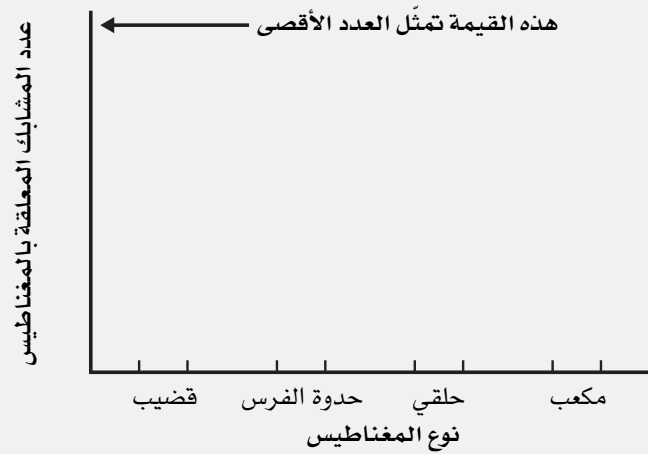 هذه القيمة تمثّل العدد الأقصى
عدد المشابك المعلقة بالمغناطيس
قضيب
حدوة الفرس
حلقي
مكعب
نوع المغناطيس